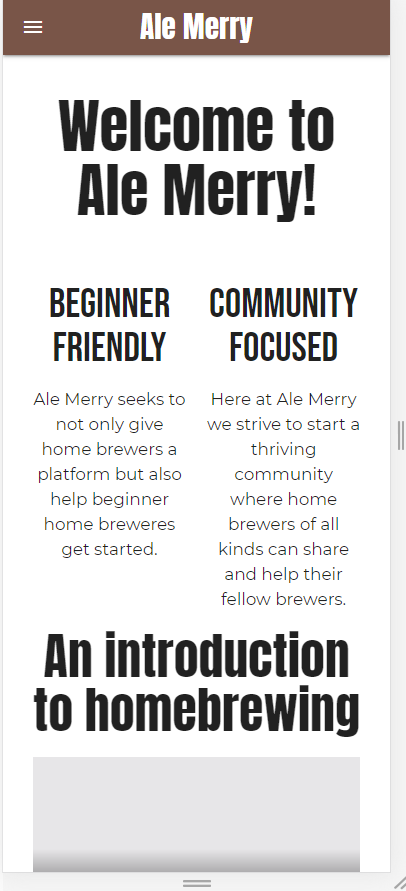 Ale Merry
Welcome to
Ale Merry!
BEGINNER
FRIENDLY
Ale Merry seeks to
not only give
home brewers a
platform but also
help beginner
home breweres
get started.
COMMUNITY
FOCUSED
Here at Ale Merry
we strive to start a
thriving
community
where home
brewers of all
kinds can share
and help their
fellow brewers.
An introduction
to homebrewing